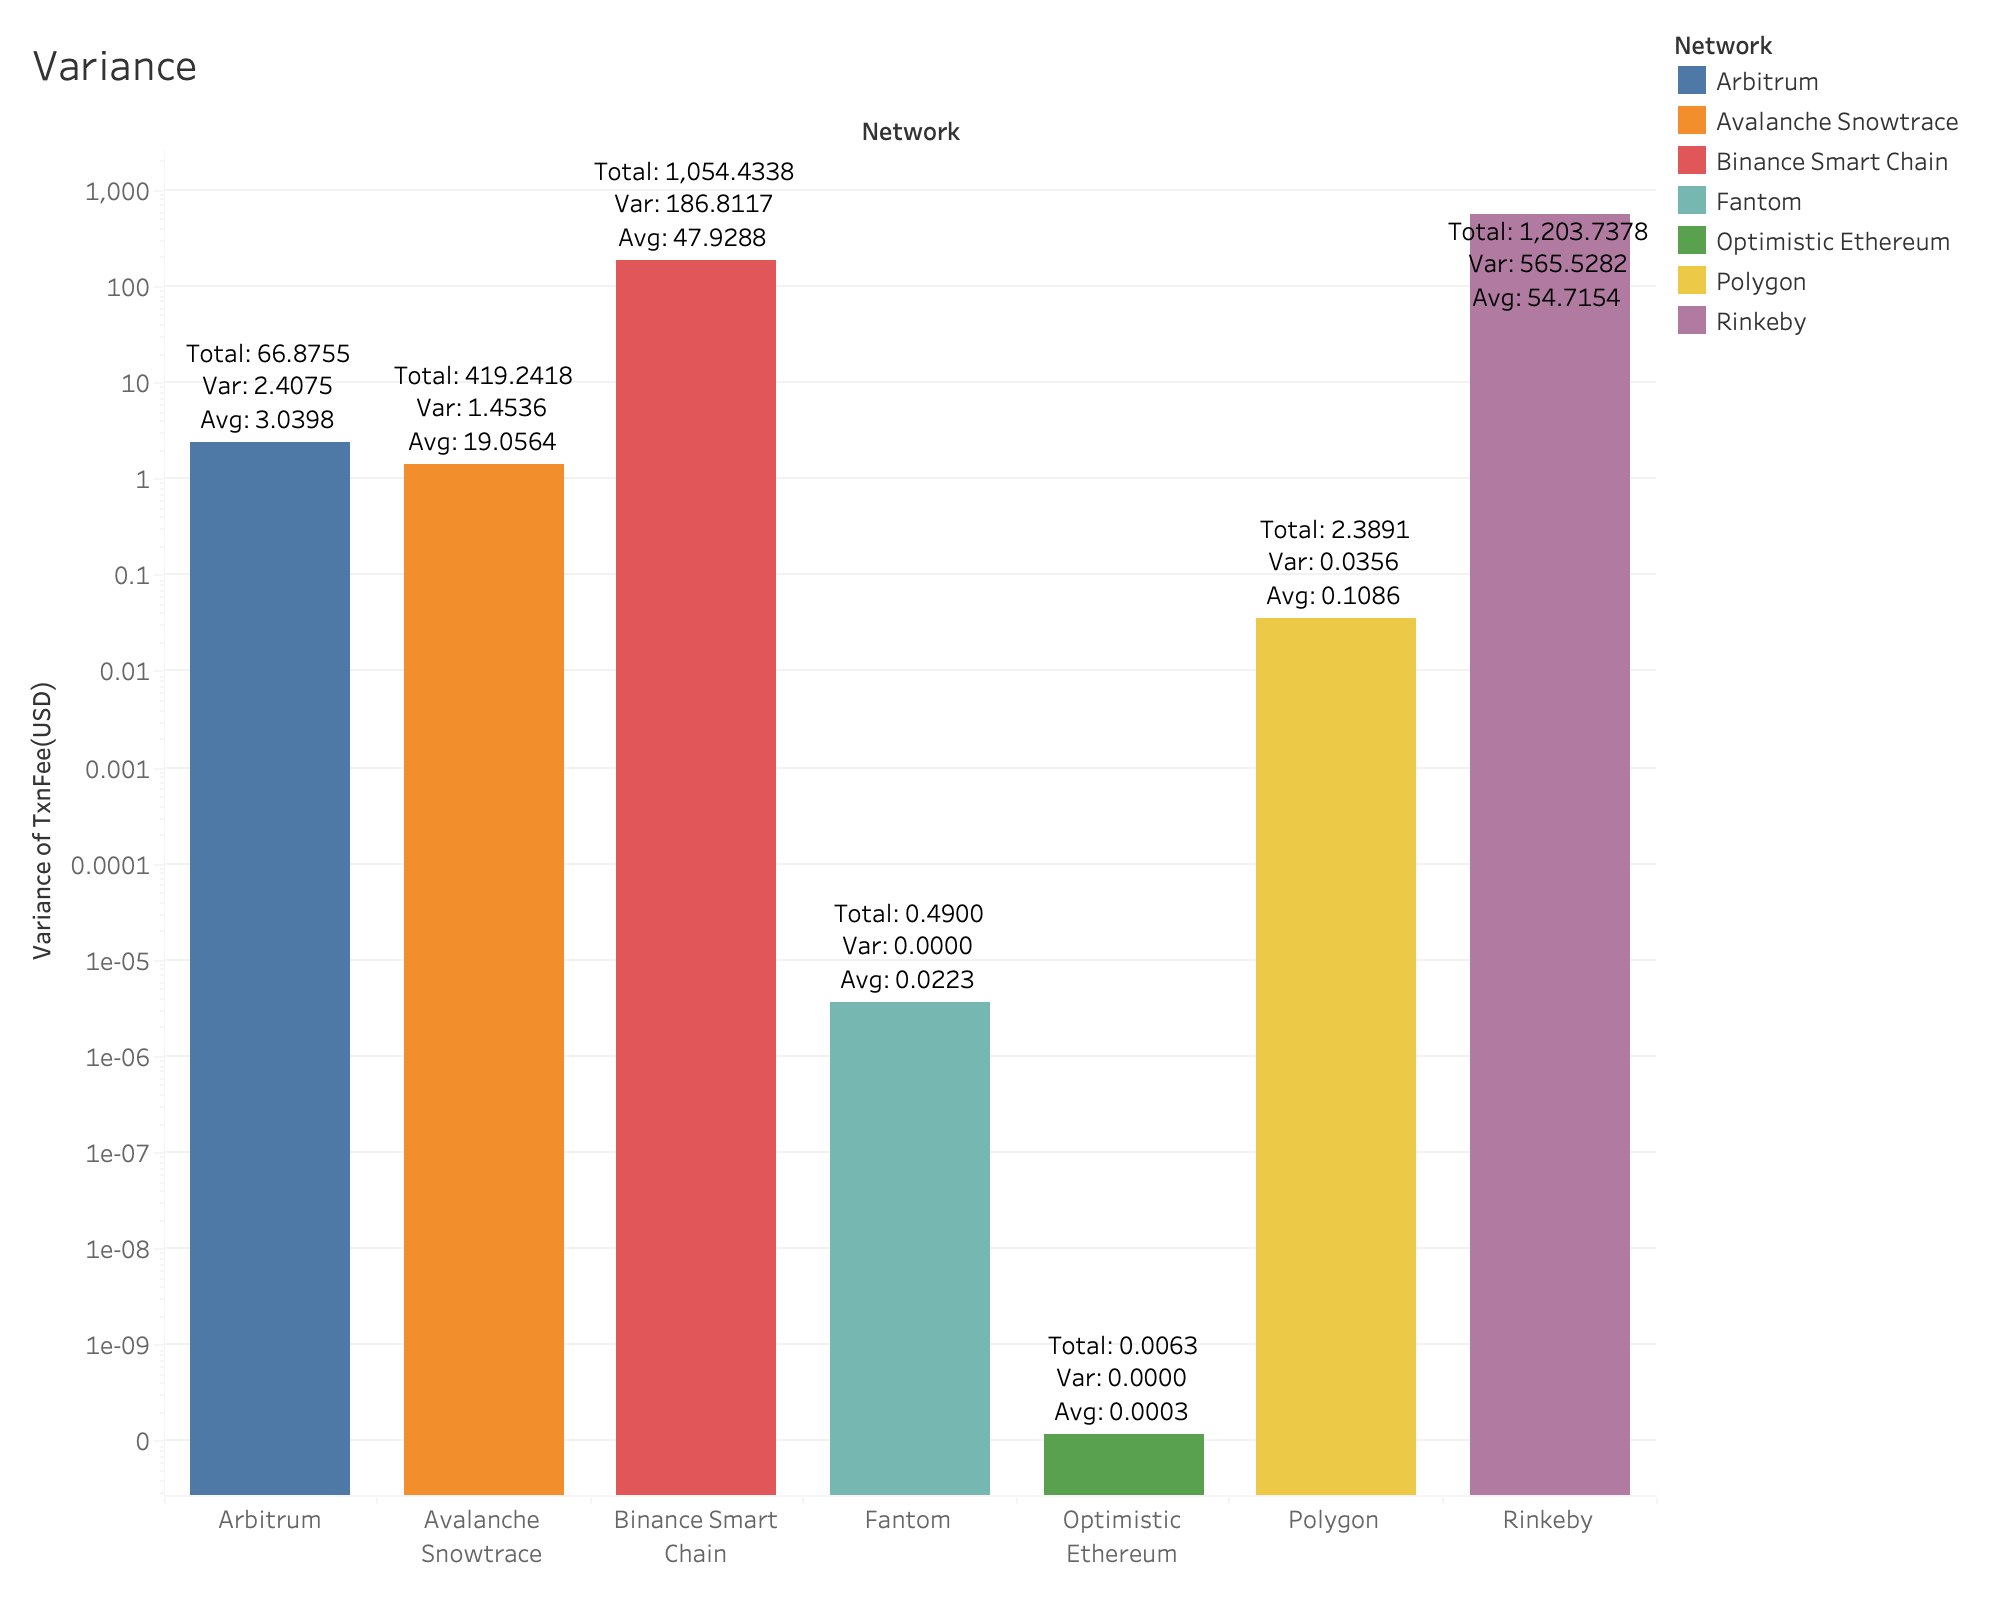 Variance
Network
Network
Arbitrum
Avalanche Snowtrace
Binance Smart Chain
Fantom
Optimistic Ethereum
Polygon
Rinkeby
Variance of TxnFee(USD)
1,000
100
10
1
0.1
0.01
0.001
0.0001
1e-05
1e-06
1e-07
1e-08
1e-09
0
Total: 66.8755
Var: 2.4075
Avg: 3.0398
Total: 419.2418
Var: 1.4536
Avg: 19.0564
Total: 1,054.4338
Var: 186.8117
Avg: 47.9288
Total: 0.4900
Var: 0.0000
Avg: 0.0223
Total: 0.0063
Var: 0.0000
Avg: 0.0003
Total: 2.3891
Var: 0.0356
Avg: 0.1086
Total: 1,203.7378
Var: 565.5282
Avg: 54.7154
Arbitrum
Avalanche
Snowtrace
Binance Smart
Chain
Fantom
Optimistic
Ethereum
Polygon
Rinkeby